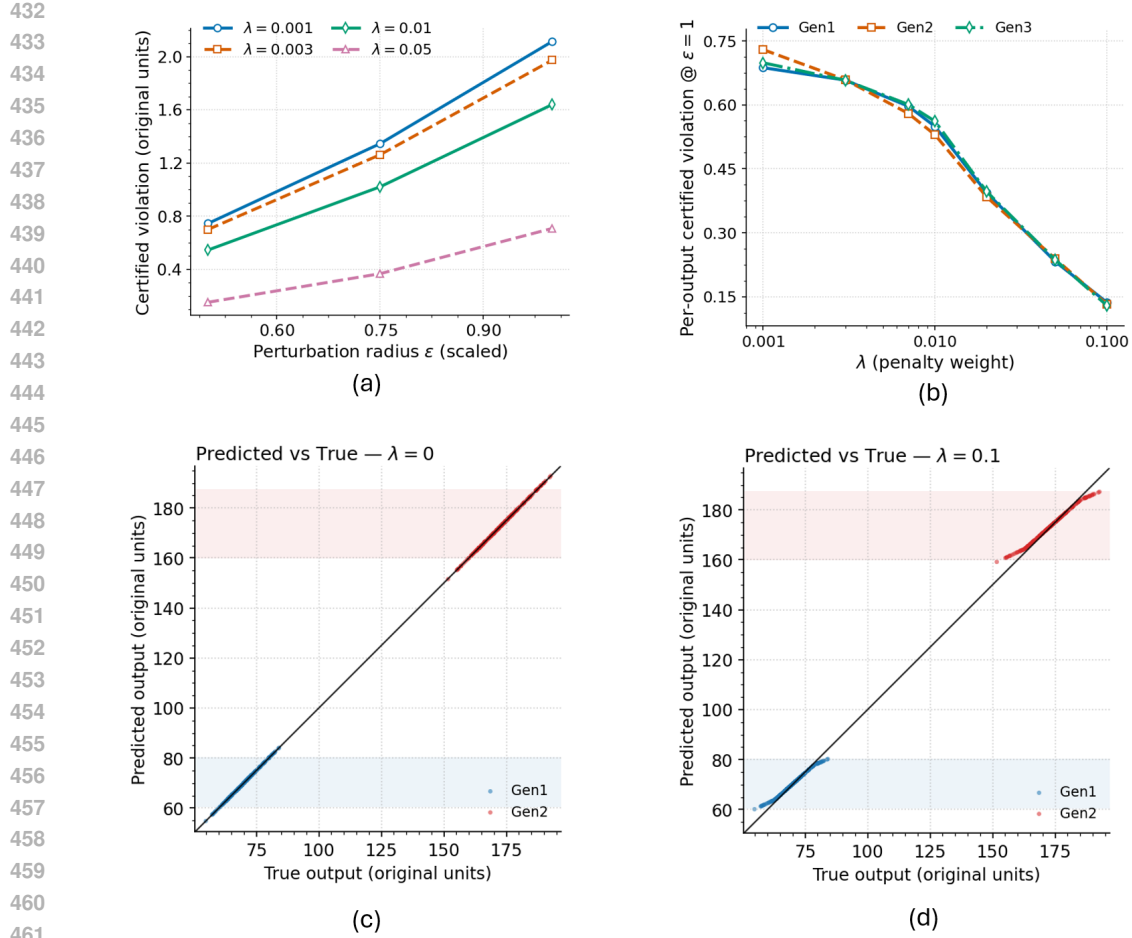 432
433
434
435
436
437
438
439
440
441
442
443
444
445
446
447
448
449
450
451
452
453
454
455
456
457
458
459
460
461
λ = 0.001
λ = 0.003
λ = 0.01
λ = 0.05
Certified violation (original units)
2.0
1.6
1.2
0.8
0.4
0.60 0.75 0.90
Perturbation radius ε (scaled)
(a)
Gen1 Gen2 Gen3
Per-output certified violation @ ε = 1
0.75
0.60
0.45
0.30
0.15
0.001 0.010 0.100
λ (penalty weight)
(b)
Predicted vs True — λ = 0
Predicted output (original units)
180
160
140
120
100
80
60
Gen1
Gen2
75 100 125 150 175
True output (original units)
(c)
Predicted vs True — λ = 0.1
Predicted output (original units)
180
160
140
120
100
80
60
Gen1
Gen2
75 100 125 150 175
True output (original units)
(d)